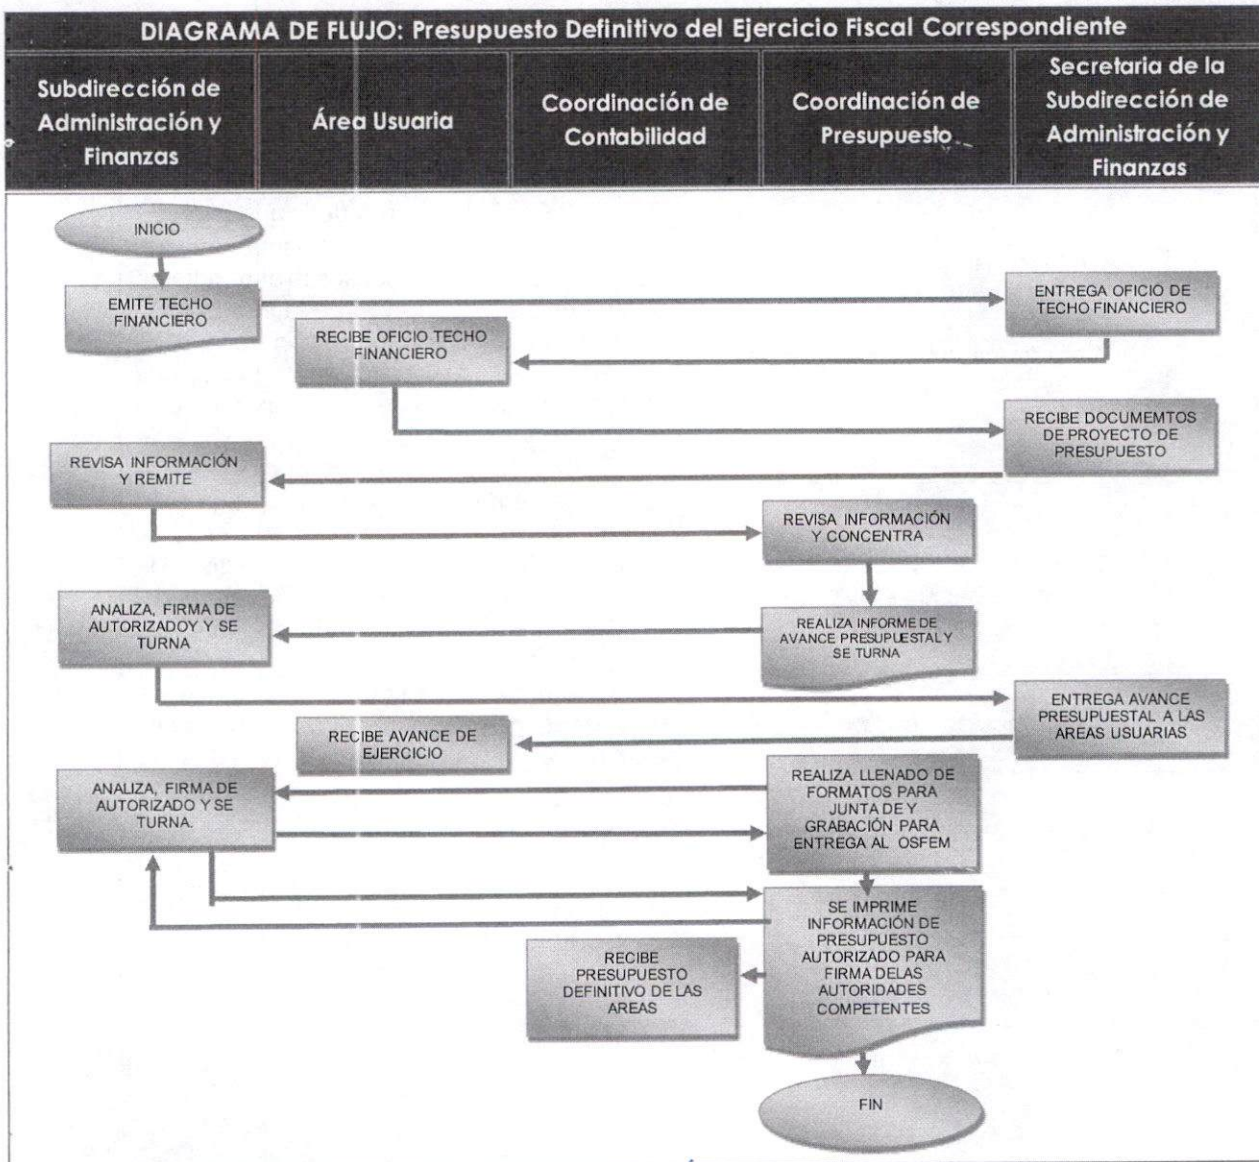 DIAGRAMA DE FLUJO: Presupuesto Definitivo del Ejercicio Fiscal Correspondiente
Subdirección de
Administración y
Finanzas
Área Usuaria
Coordinación de
Contabilidad
Coordinación de
Presupuesto
Secretaria de la
Subdirección de
Administración y
Finanzas
INICIO
EMITE TECHO
FINANCIERO
ENTREGA OFICIO DE
TECHO FINANCIERO
RECIBE OFICIO TECHO
FINANCIERO
RECIBE DOCUMEMTOS
DE PROYECTO DE
PRESUPUESTO
REVISA INFORMACIÓN
Y REMITE
REVISA INFORMACIÓN
Y CONCENTRA
ANALIZA, FIRMA DE
AUTORIZADOY Y SE
TURNA
REALIZA INFORME DE
AVANCE PRESUPUESTAL Y
SE TURNA
ENTREGA AVANCE
PRESUPUESTAL A LAS
AREAS USUARIAS
RECIBE AVANCE DE
EJERCICIO
ANALIZA, FIRMA DE
AUTORIZADO Y SE
TURNA.
REALIZA LLENADO DE
FORMATOS PARA
JUNTA DE Y
GRABACIÓN PARA
ENTREGA AL OSFEM
SE IMPRIME
INFORMACIÓN DE
PRESUPUESTO
AUTORIZADO PARA
FIRMA DELAS
AUTORIDADES
COMPETENTES
RECIBE
PRESUPUESTO
DEFINITIVO DE LAS
AREAS
FIN